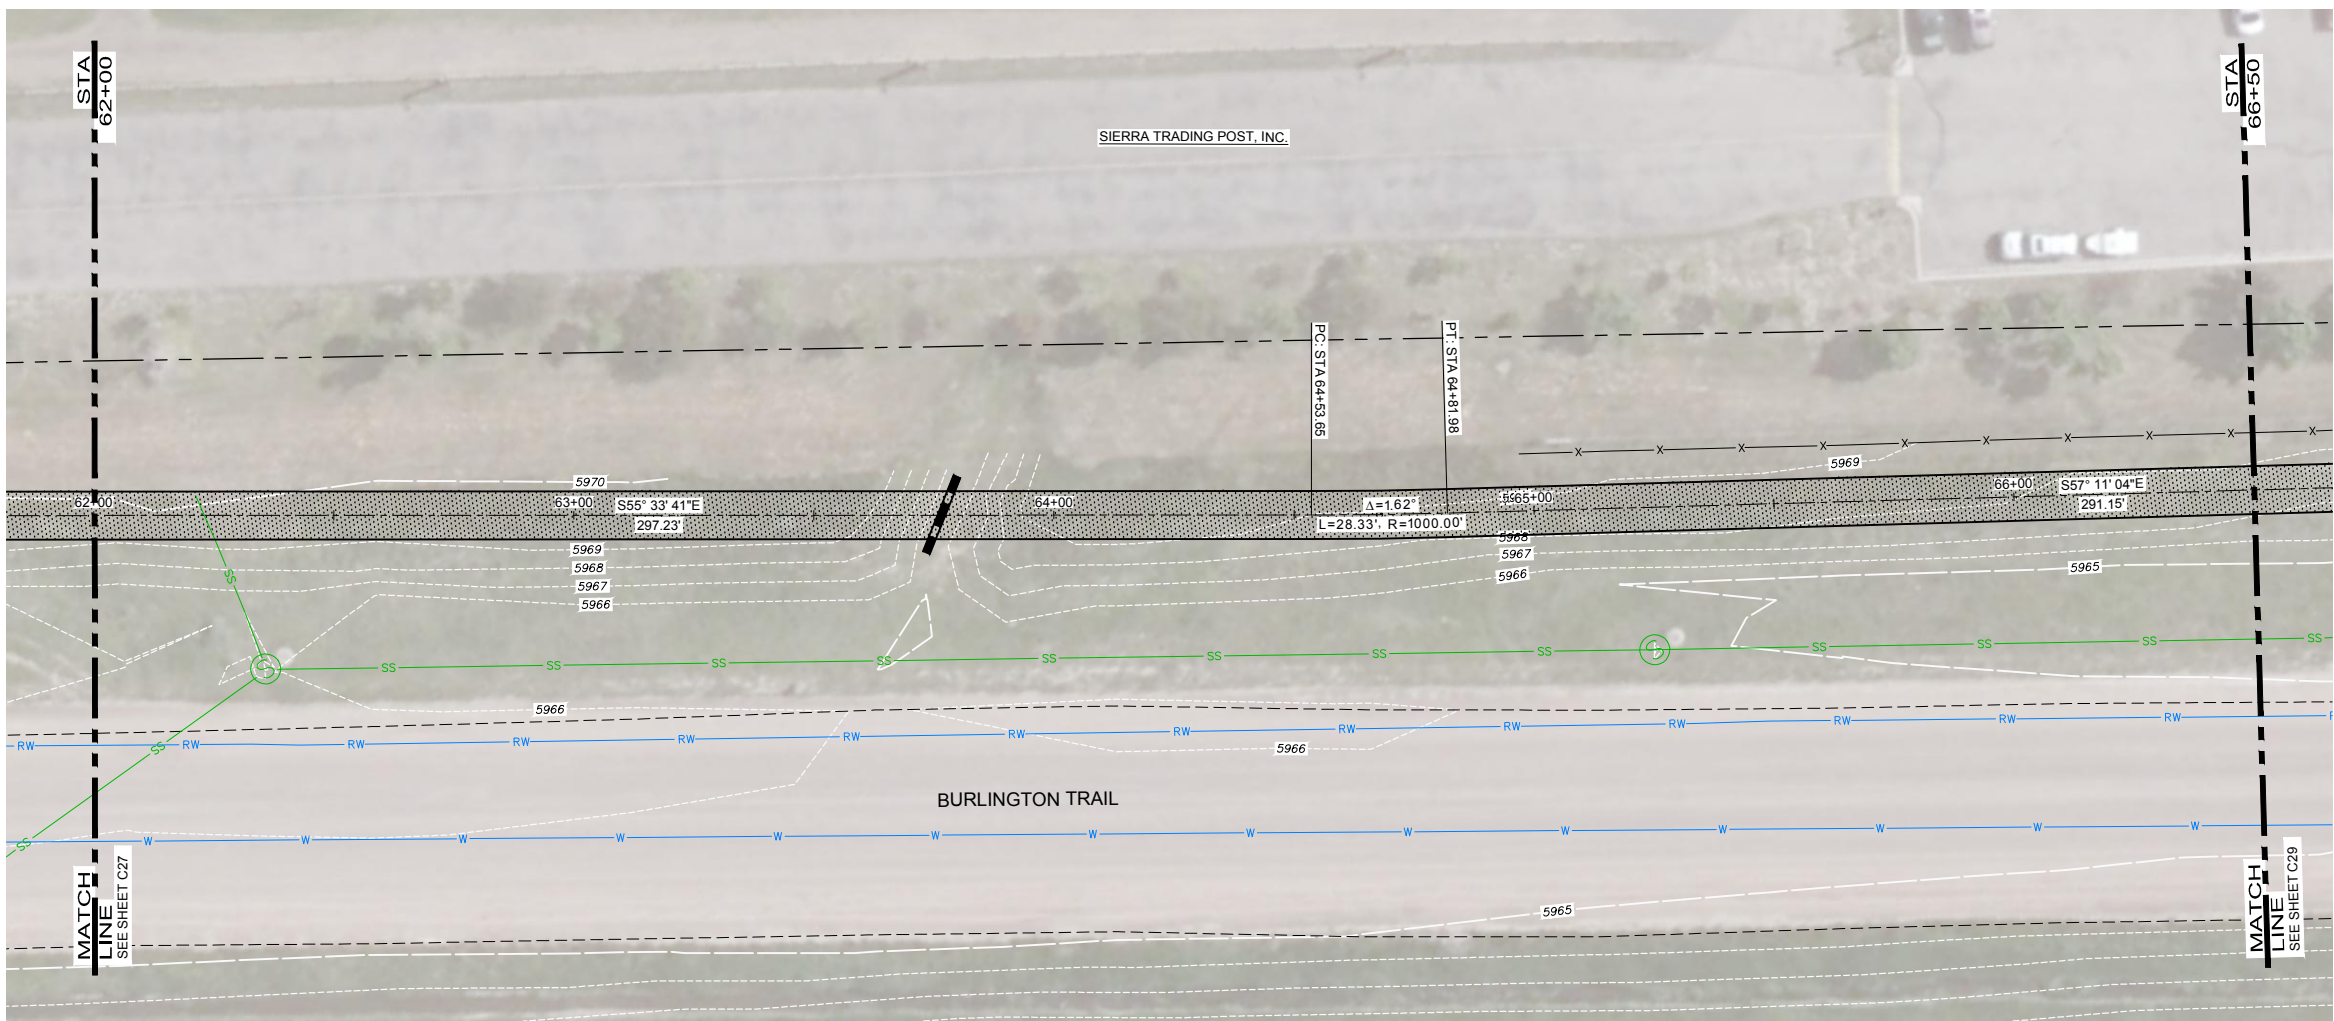 STA
62+00
STA
66+50
SIERRA TRADING POST, INC.
PC: STA 64+53.65
PT: STA 64+81.98
X X X X X X X X X X
5969
5970
62+00
63+00
S55° 33' 41"E
297.23'
64+00
Δ=1.62°
L=28.33', R=1000.00'
65+00
66+00
S57° 11' 04"E
291.15'
5969
5968
5967
5966
5968
5967
5966
5965
SS
SS SS SS SS SS SS SS SS SS SS SS SS
S
S
5966
SS
SS
RW RW RW RW RW RW RW RW RW RW RW RW RW RW
5966
BURLINGTON TRAIL
W W W W W W W W W W W W W W
5965
MATCH
LINE
SEE SHEET C27
MATCH
LINE
SEE SHEET C29